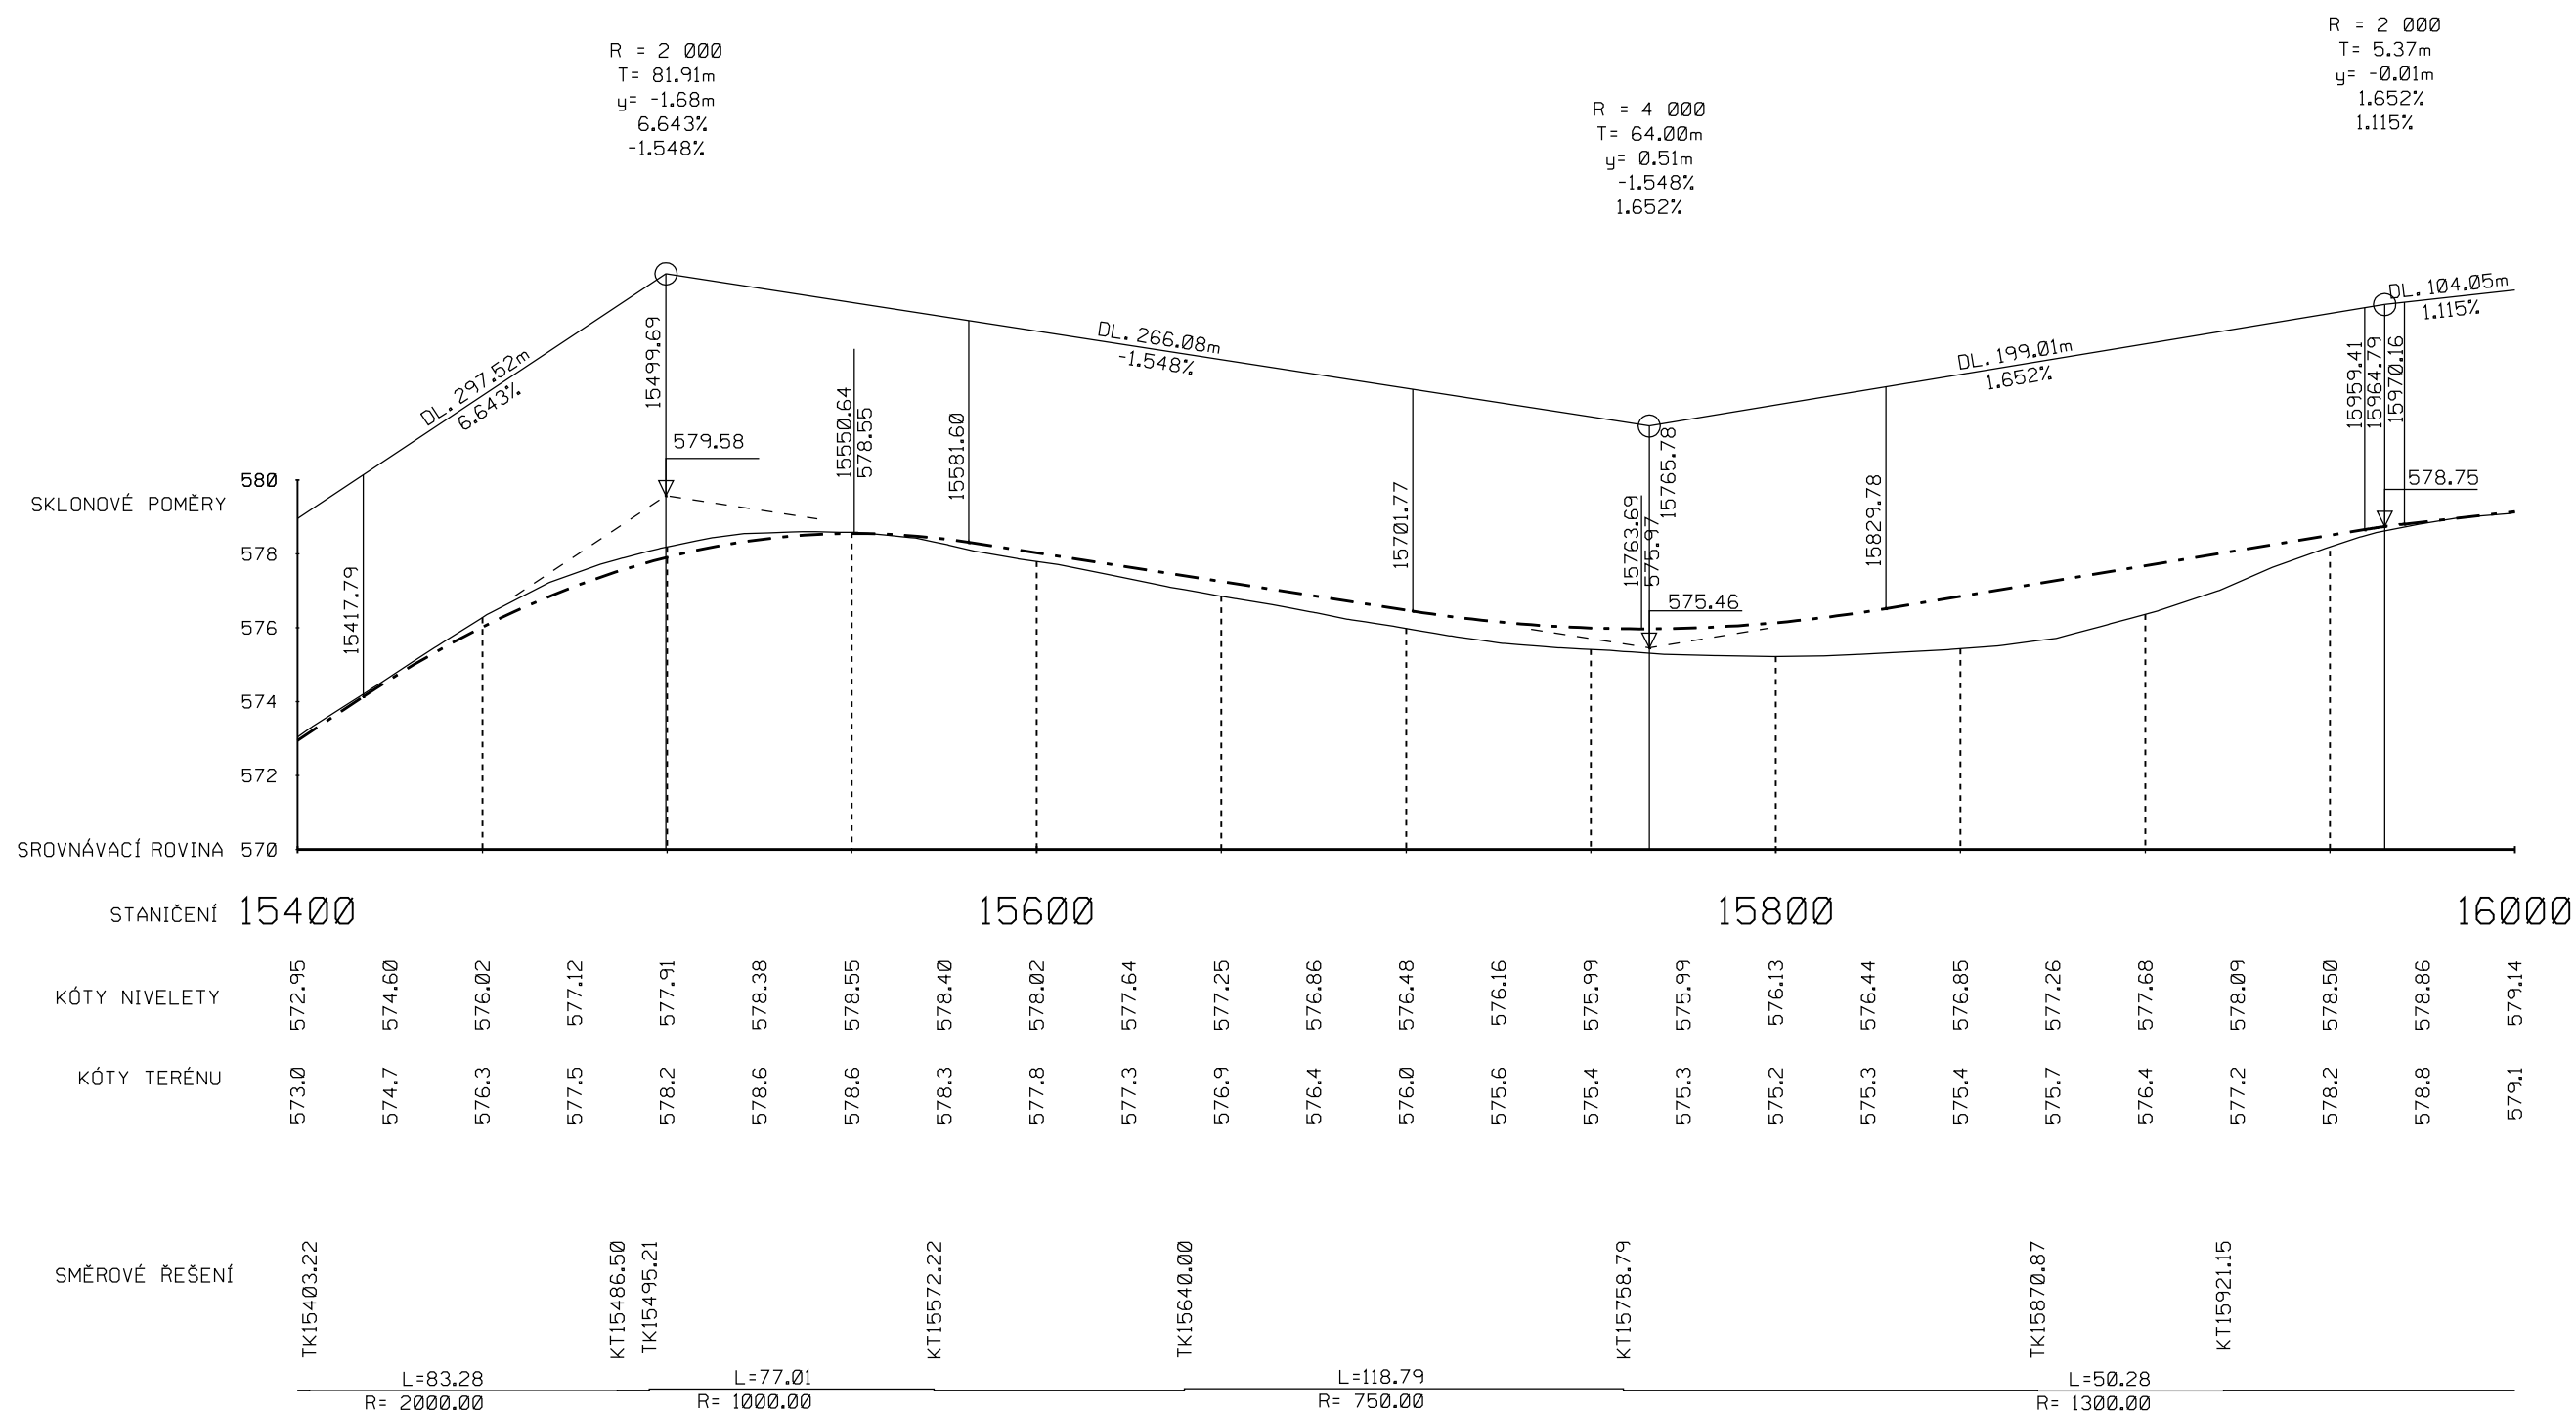 R = 2 000
T= 81.91m
y= -1.68m
6.643%
-1.548%
R = 4 000
T= 64.00m
y= 0.51m
-1.548%
1.652%
R = 2 000
T= 5.37m
y= -0.01m
1.652%
1.115%
DL. 297.52m
6.643%
DL. 266.08m
-1.548%
DL. 199.01m
1.652%
DL. 104.05m
1.115%
15417.79
15499.69
579.58
15550.64
578.55
15581.60
15701.77
15763.69
575.97
15765.78
575.46
15829.78
15959.41
15964.79
15970.16
578.75
SKLONOVÉ POMĚRY
580
578
576
574
572
SROVNÁVACÍ ROVINA 570
STANIČENÍ 15400 15600 15800 16000
KÓTY NIVELETY 572.95 574.60 576.02 577.12 577.91 578.38 578.55 578.40 578.02 577.64 577.25 576.86 576.48 576.16 575.99 575.99 576.13 576.44 576.85 577.26 577.68 578.09 578.50 578.86 579.14
KÓTY TERÉNU 573.0 574.7 576.3 577.5 578.2 578.6 578.6 578.3 577.8 577.3 576.9 576.4 576.0 575.6 575.4 575.3 575.2 575.3 575.4 575.7 576.4 577.2 578.2 578.8 579.1
SMĚROVÉ ŘEŠENÍ TK15403.22 KT15486.50 TK15495.21 KT15572.22 TK15640.00 KT15758.79 TK15870.87 KT15921.15
L=83.28 L=77.01 L=118.79 L=50.28
R= 2000.00 R= 1000.00 R= 750.00 R= 1300.00